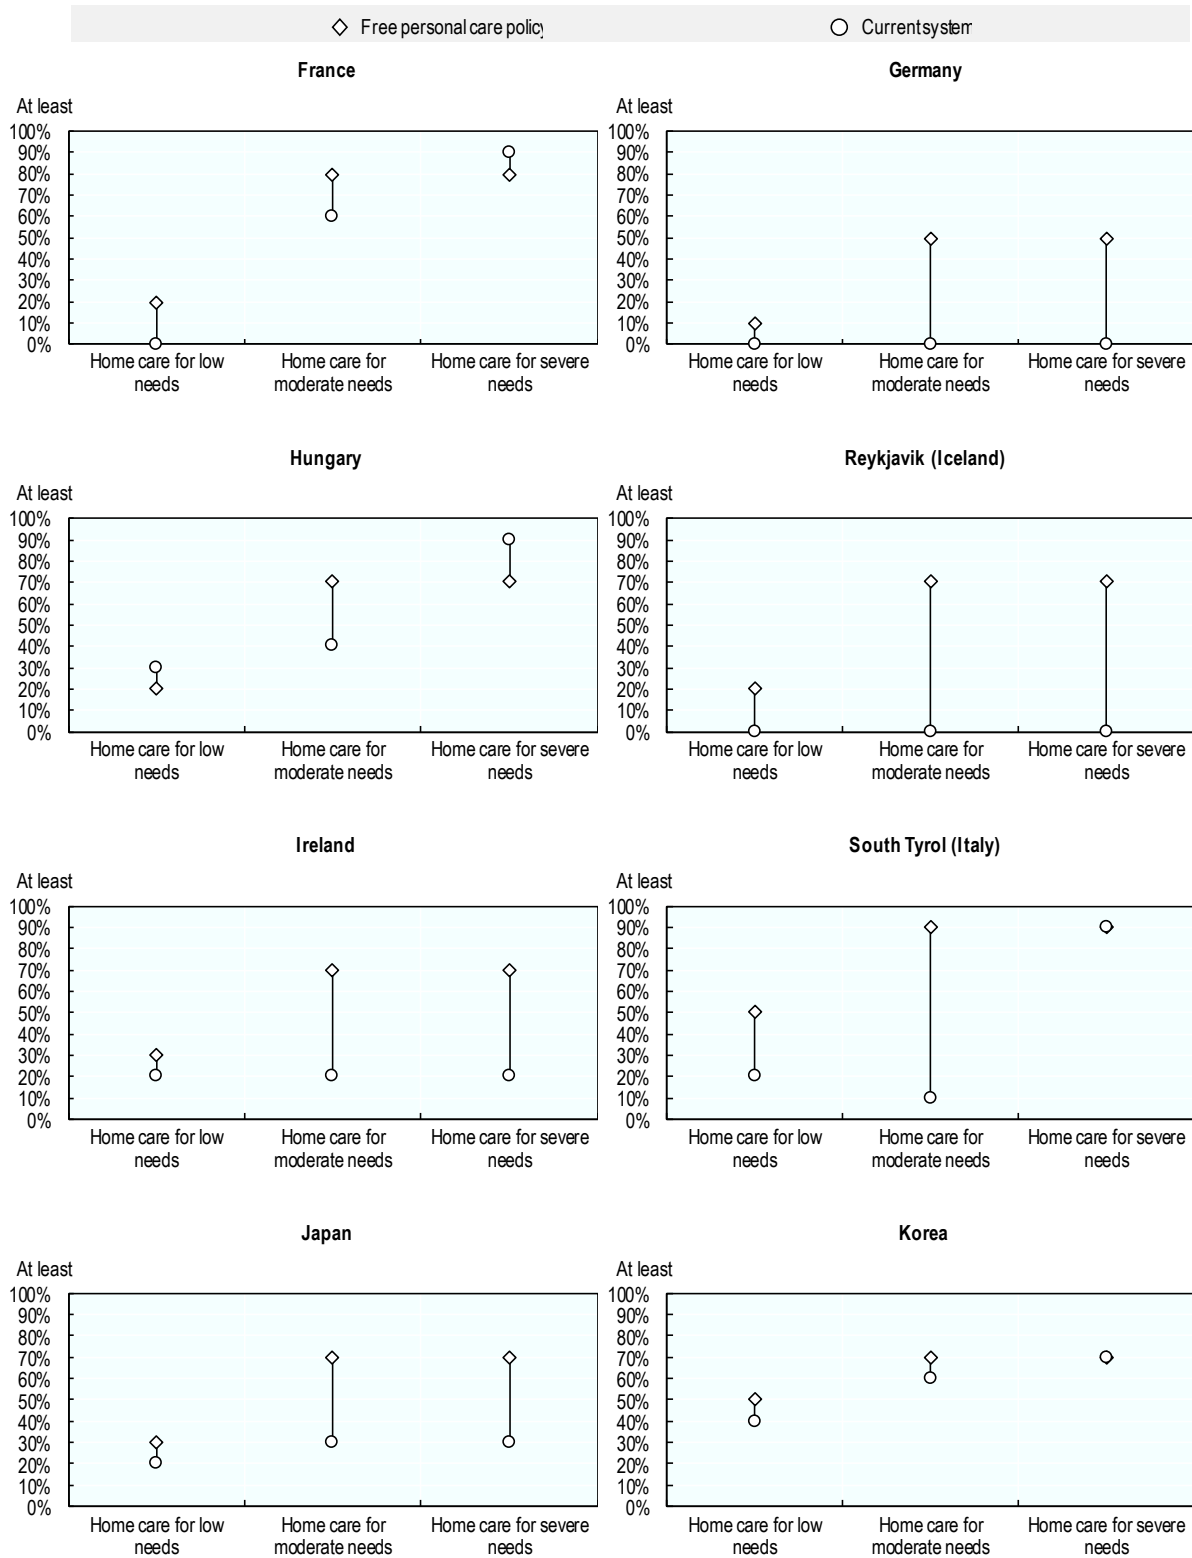 Free personal care policy
Current system
France
Germany
At least
100%
90%
80%
70%
60%
50%
40%
30%
20%
10%
0%
Home care for low
needs
Home care for
moderate needs
Home care for severe
needs
At least
100%
90%
80%
70%
60%
50%
40%
30%
20%
10%
0%
Home care for low
needs
Home care for
moderate needs
Home care for severe
needs
Hungary
Reykjavik (Iceland)
At least
100%
90%
80%
70%
60%
50%
40%
30%
20%
10%
0%
Home care for low
needs
Home care for
moderate needs
Home care for severe
needs
At least
100%
90%
80%
70%
60%
50%
40%
30%
20%
10%
0%
Home care for low
needs
Home care for
moderate needs
Home care for severe
needs
Ireland
South Tyrol (Italy)
At least
100%
90%
80%
70%
60%
50%
40%
30%
20%
10%
0%
Home care for low
needs
Home care for
moderate needs
Home care for severe
needs
At least
100%
90%
80%
70%
60%
50%
40%
30%
20%
10%
0%
Home care for low
needs
Home care for
moderate needs
Home care for severe
needs
Japan
Korea
At least
100%
90%
80%
70%
60%
50%
40%
30%
20%
10%
0%
Home care for low
needs
Home care for
moderate needs
Home care for severe
needs
At least
100%
90%
80%
70%
60%
50%
40%
30%
20%
10%
0%
Home care for low
needs
Home care for
moderate needs
Home care for severe
needs